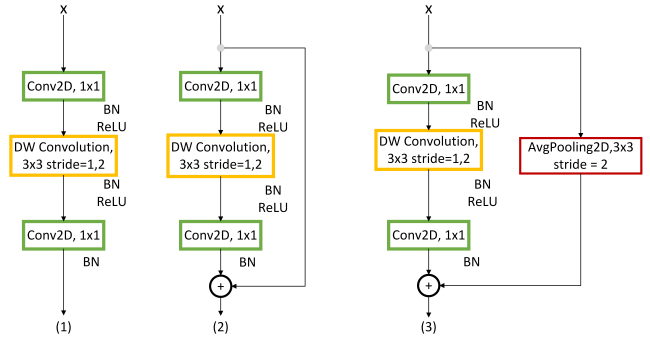 X
Conv2D, 1x1
BN
ReLU
DW Convolution,
3x3 stride=1,2
BN
ReLU
Conv2D, 1x1
BN
(1)
X
Conv2D, 1x1
BN
ReLU
DW Convolution,
3x3 stride=1,2
BN
ReLU
Conv2D, 1x1
BN
+
(2)
X
Conv2D, 1x1
BN
ReLU
DW Convolution,
3x3 stride=1,2
AvgPooling2D,3x3
stride = 2
BN
ReLU
Conv2D, 1x1
BN
+
(3)